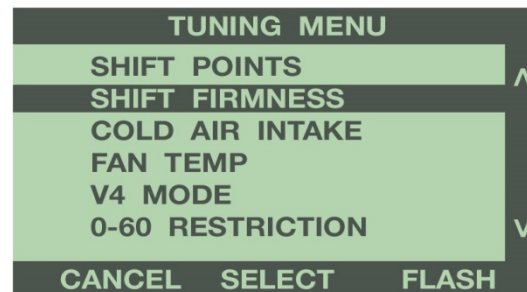 TUNING MENU
SHIFT POINTS
SHIFT FIRMNESS
COLD AIR INTAKE
FAN TEMP
V4 MODE
0-60 RESTRICTION
CANCEL SELECT FLASH